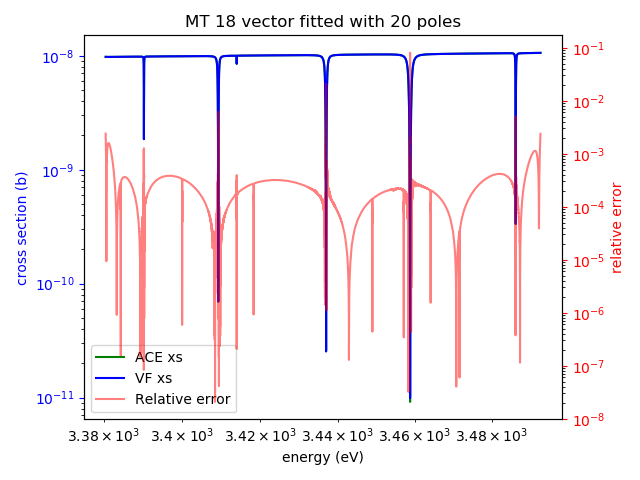 MT 18 vector fitted with 20 poles
cross section (b)
10⁻⁸
10⁻⁹
10⁻¹⁰
10⁻¹¹
10⁻¹
10⁻²
10⁻³
10⁻⁴
10⁻⁵
10⁻⁶
10⁻⁷
10⁻⁸
relative error
ACE xs
VF xs
Relative error
3.38 × 10³ 3.4 × 10³ 3.42 × 10³ 3.44 × 10³ 3.46 × 10³ 3.48 × 10³
energy (eV)